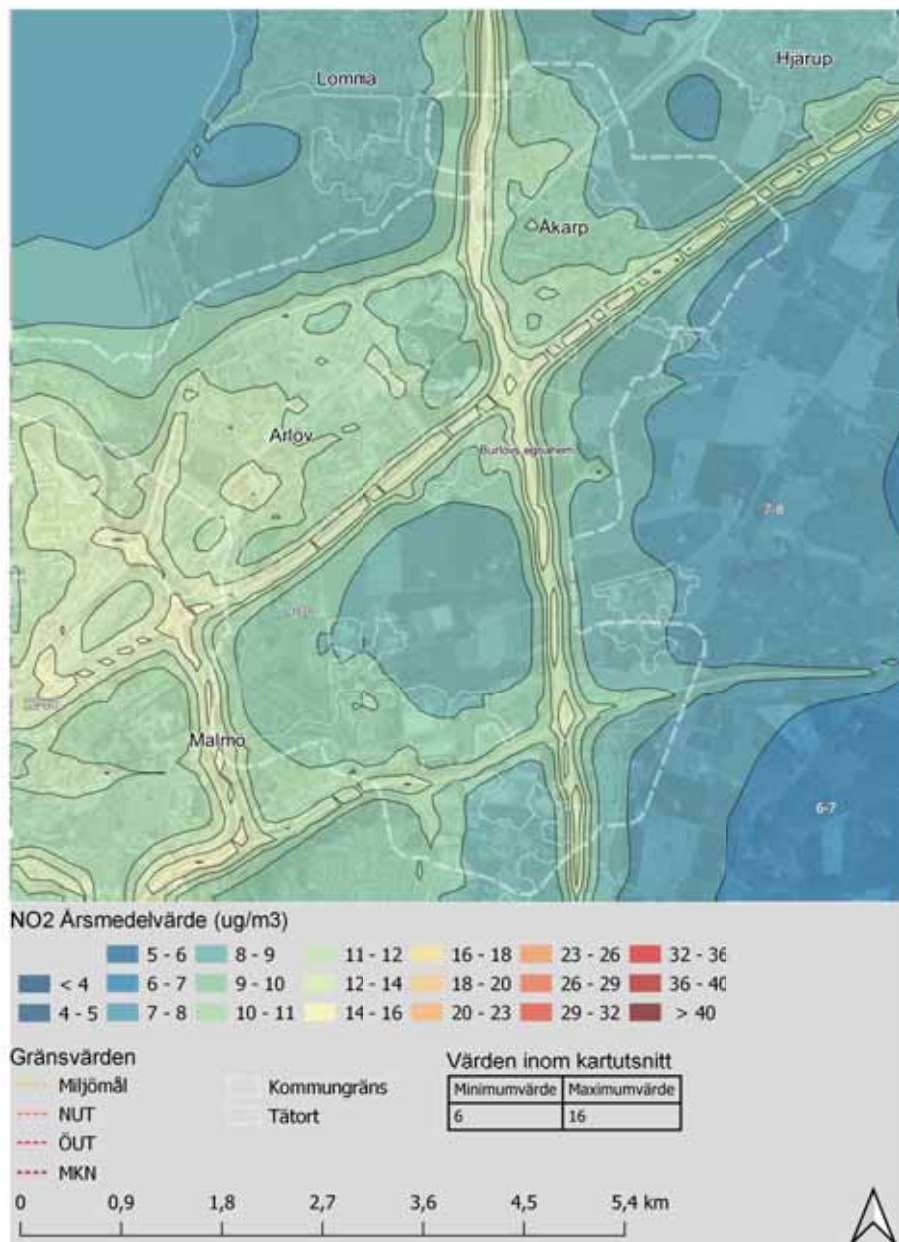 Lomma
Hjärup
Åkarp
Arlöv
Burlövs egnahem
7-8
Malmö
6-7
NO2 Årsmedelvärde (ug/m3)
5 - 6 8 - 9 11 - 12 16 - 18 23 - 26 32 - 36
< 4 6 - 7 9 - 10 12 - 14 18 - 20 26 - 29 36 - 40
4 - 5 7 - 8 10 - 11 14 - 16 20 - 23 29 - 32 > 40
Gränsvärden
Miljömål
NUT
ÖUT
MKN
Kommungräns
Tätort
Värden inom kartutsnitt
Minimumvärde Maximumvärde
6 16
0 0,9 1,8 2,7 3,6 4,5 5,4 km